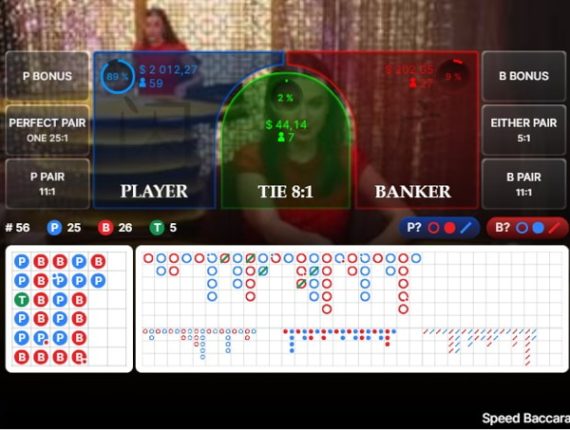 P BONUS
89 %
$ 2 012,27
59
2 %
$ 44,14
7
$ 202,05
9 %
B BONUS
PERFECT PAIR
ONE 25:1
EITHER PAIR
5:1
P PAIR
11:1
PLAYER
TIE 8:1
BANKER
B PAIR
11:1
# 56
P 25
B 26
T 5
P?
B?
P B B P B
P B P P P
T B P B
P B P B
P P P B
B B B B
Speed Baccara